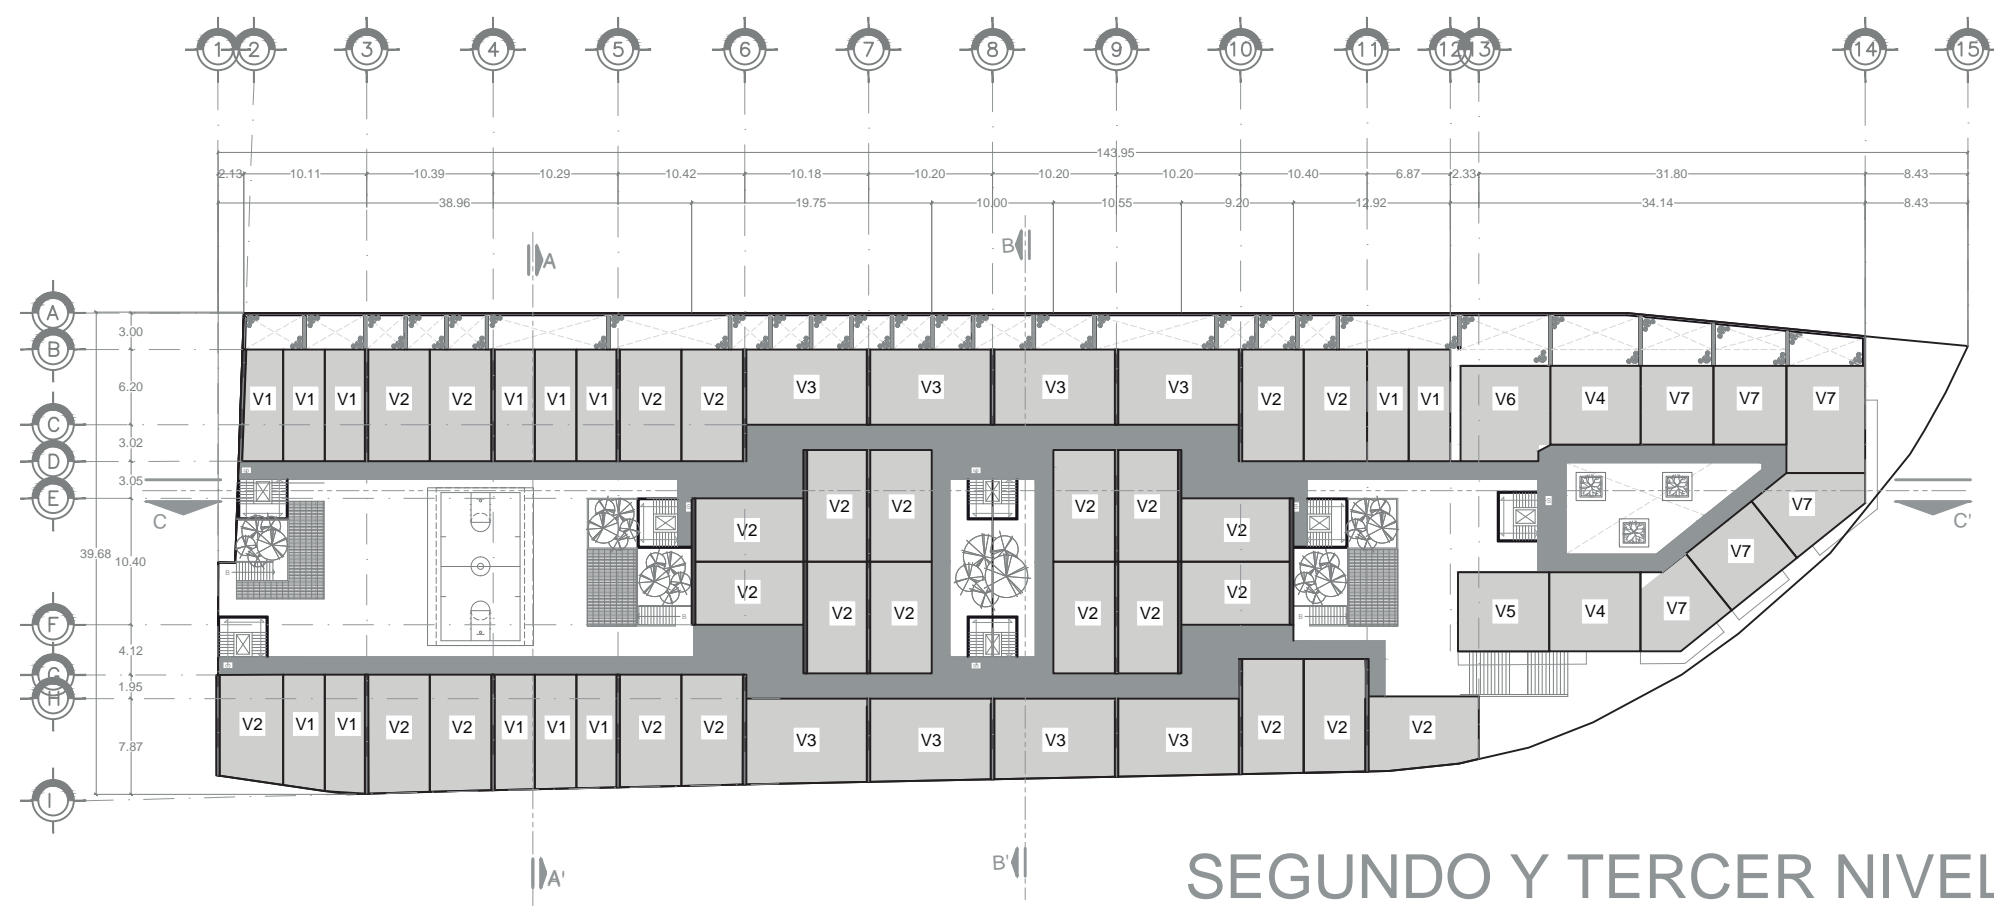 1 2 3 4 5 6 7 8 9 10 11 12 13 14 15
143.95
2.13 10.11 10.39 10.29 10.42 10.18 10.20 10.20 10.20 10.40 6.87 2.33 31.80 8.43
38.96 19.75 10.00 10.55 9.20 12.92 34.14 8.43
A B
A
3.00
B
6.20
V3 V3 V3 V3
V1 V1 V1 V2 V2 V1 V1 V1 V2 V2 V2 V2 V1 V1 V6 V4 V7 V7 V7
C
3.02
D
3.05
E
C C'
V2 V2 V2 V2 V7
V2 V2
39.68
10.40
V7
V2 V2
V2 V2 V2 V2 V5 V4 V7
F
4.12
G
1.95
H
V2 V1 V1 V2 V2 V1 V1 V1 V2 V2 V2 V2 V2
V3 V3 V3 V3
7.87
I
A' B'
SEGUNDO Y TERCER NIVEL